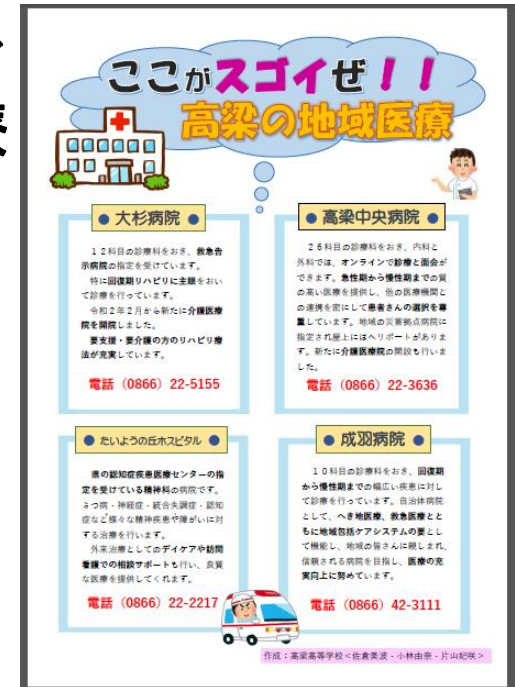 ここがスゴイぜ！！
高梁の地域医療
● 大杉病院 ●
１２科目の診療科をおき、救急告
示病院の指定を受けています。
特に回復期リハビリに主眼をおい
て診療を行っています。
令和２年２月から新たに介護医療
院を開院しました。
要支援・要介護の方のリハビリ療
法が充実しています。
電話（0866）22-5155
● 高梁中央病院 ●
２６科目の診療科をおき、内科と
外科では、オンラインで診療と面会が
できます。急性期から慢性期までの質
の高い医療を提供し、他の医療機関と
の連携を密にして患者さんの選択を尊
重しています。地域の災害拠点病院に
指定され屋上にはヘリポートがありま
す。新たに介護医療院の開設も行いま
した。
電話（0866）22-3636
● たいようの丘ホスピタル ●
県の認知症疾患医療センターの指
定を受けている精神科の病院です。
うつ病・神経症・統合失調症・認知
症など様々な精神疾患や障がいに対
する治療を行います。
外来治療としてのデイケアや訪問
看護での相談サポートも行い、良質
な医療を提供してくれます。
電話（0866）22-2217
● 成羽病院 ●
１０科目の診療科をおき、回復期
から慢性期までの幅広い疾患に対し
て診療を行っています。自治体病院
として、へき地医療、救急医療とと
もに地域包括ケアシステムの要とし
て機能し、地域の皆さんに親しまれ、
信頼される病院を目指し、医療の充
実向上に努めています。
電話（0866）42-3111
作成：高梁高等学校＜佐倉美波・小林由奈・片山紀咲＞